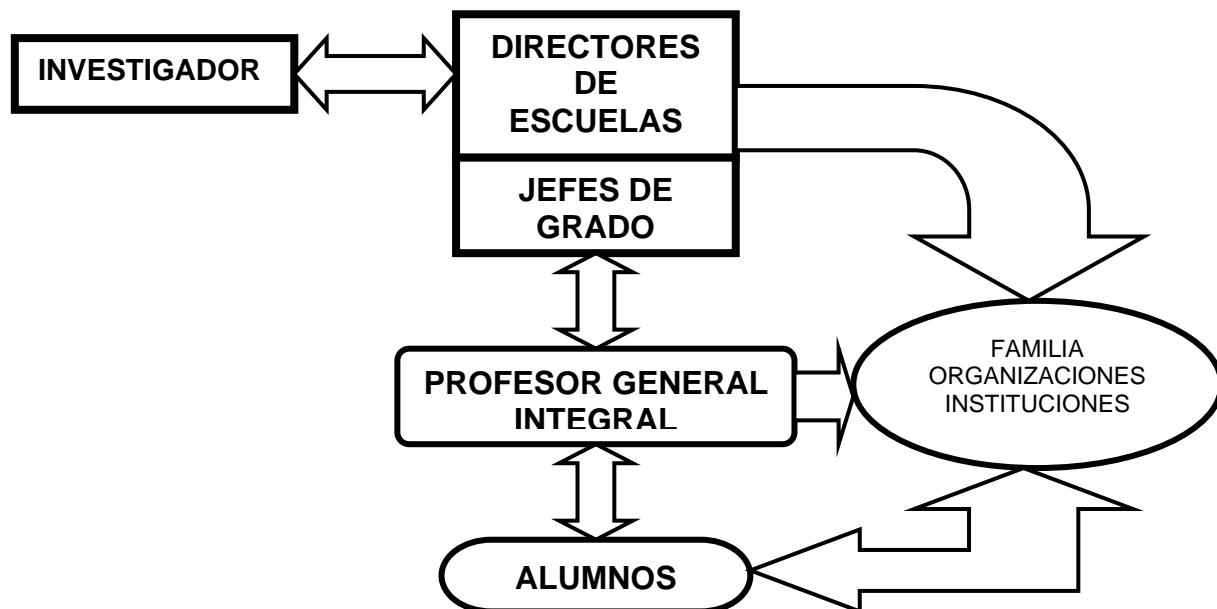 INVESTIGADOR
DIRECTORES
DE
ESCUELAS
JEFES DE
GRADO
PROFESOR GENERAL
INTEGRAL
FAMILIA
ORGANIZACIONES
INSTITUCIONES
ALUMNOS